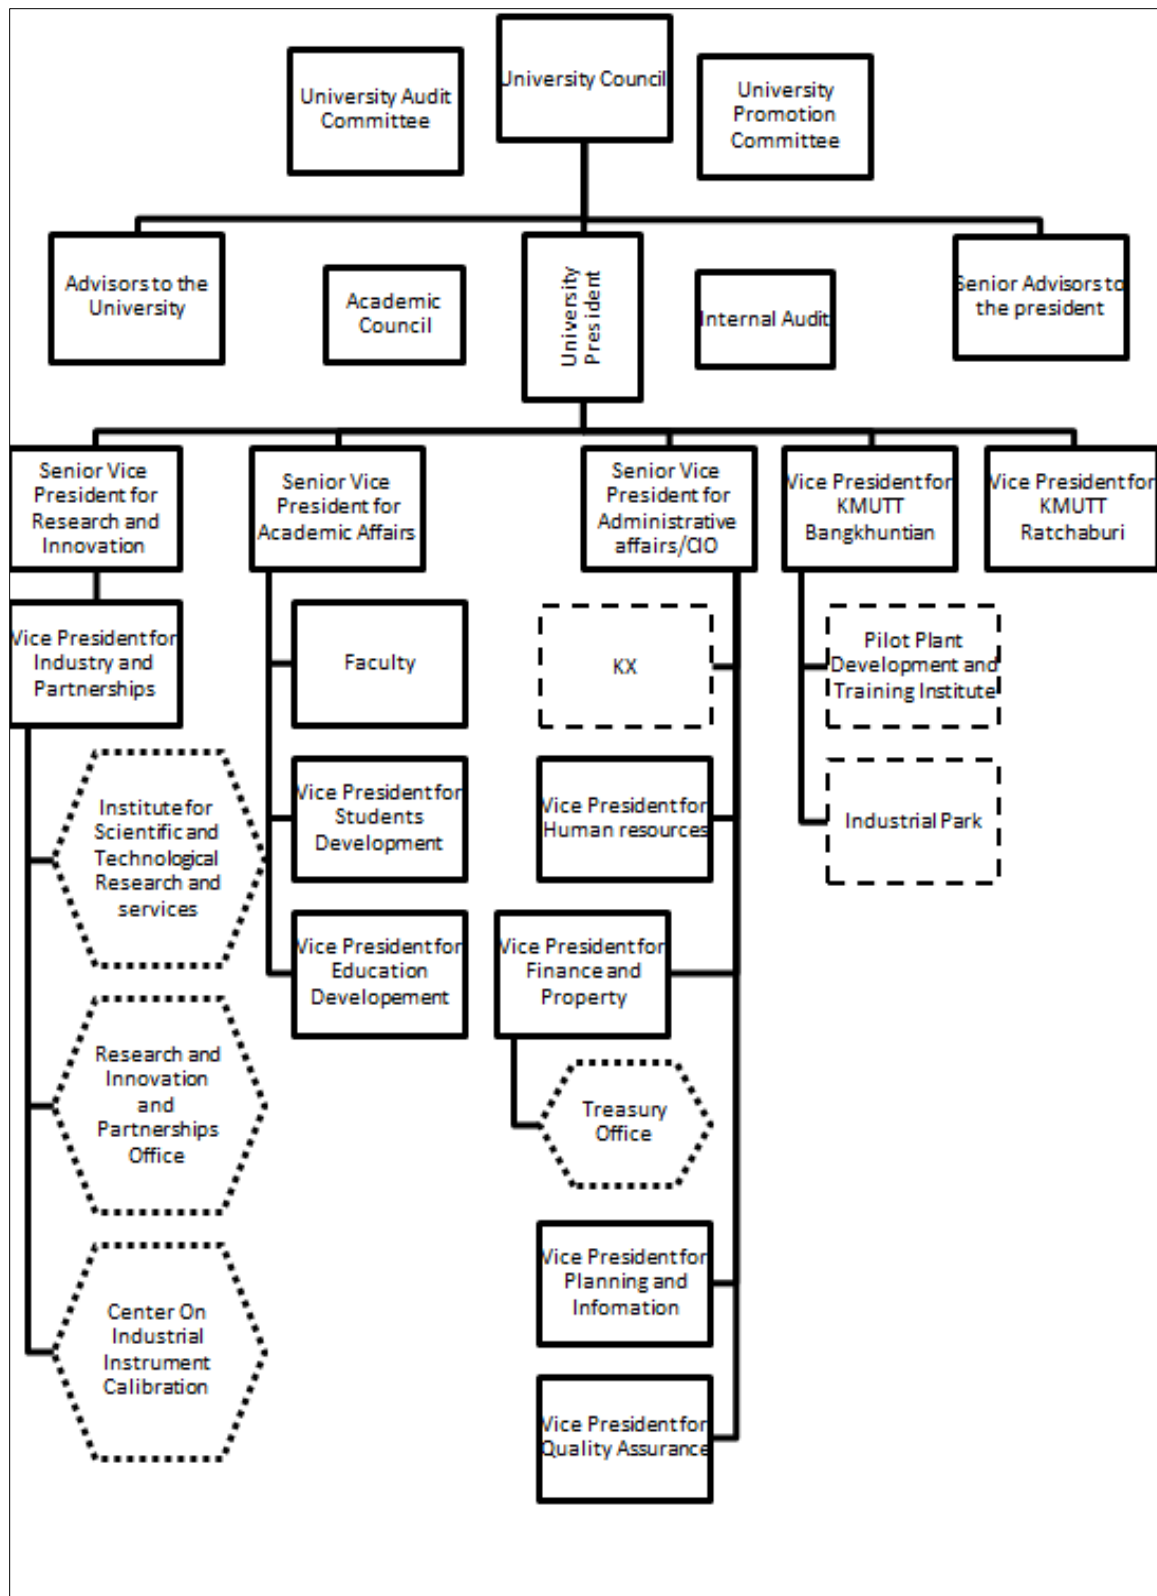 University Council
University Audit
Committee
University
Promotion
Committee
Advisors to the
University
Academic
Council
University
President
Internal Audit
Senior Advisors to
the president
Senior Vice
President for
Research and
Innovation
Senior Vice
President for
Academic Affairs
Senior Vice
President for
Administrative
affairs/CIO
Vice President for
KMUTT
Bangkhuntian
Vice President for
KMUTT
Ratchaburi
Vice President for
Industry and
Partnerships
Faculty
KX
Pilot Plant
Development and
Training Institute
Institute for
Scientific and
Technological
Research and
services
Vice President for
Students
Development
Vice President for
Human resources
Industrial Park
Vice President for
Education
Developement
Vice President for
Finance and
Property
Research and
Innovation
and
Partnerships
Office
Treasury
Office
Vice President for
Planning and
Infomation
Center On
Industrial
Instrument
Calibration
Vice President for
Quality Assurance